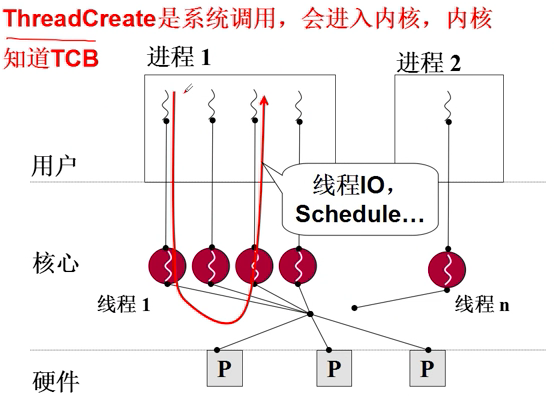 ThreadCreate是系统调用，会进入内核，内核
知道TCB
进程 1
进程 2
用户
线程IO，
Schedule…
核心
线程 1
线程 n
P
P
P
硬件